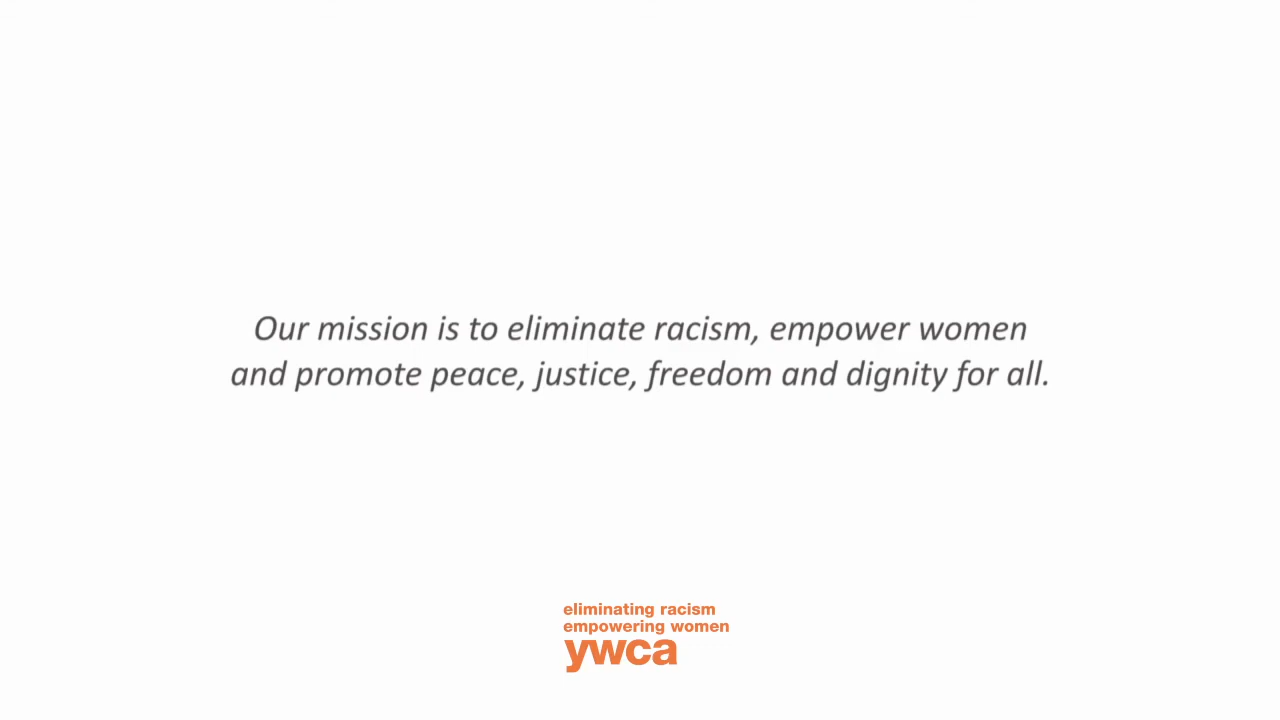 Our mission is to eliminate racism, empower women
and promote peace, justice, freedom and dignity for all.
eliminating racism
empowering women
ywca